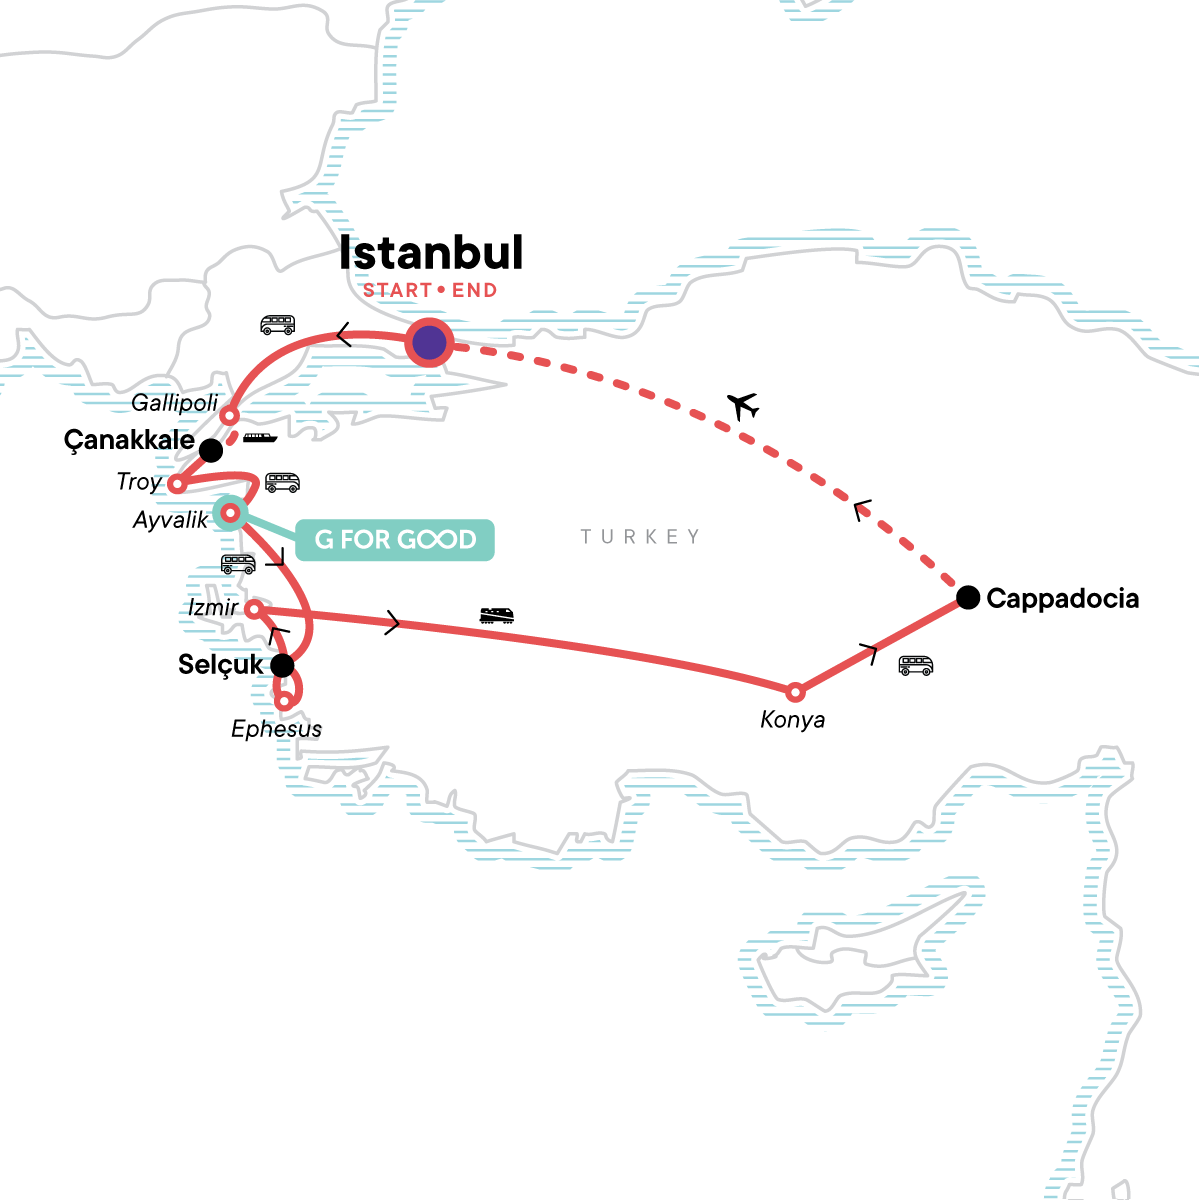 Istanbul
START • END
Gallipoli
Çanakkale
Troy
Ayvalik
G FOR GOOD
TURKEY
Izmir
Cappadocia
Selçuk
Ephesus
Konya